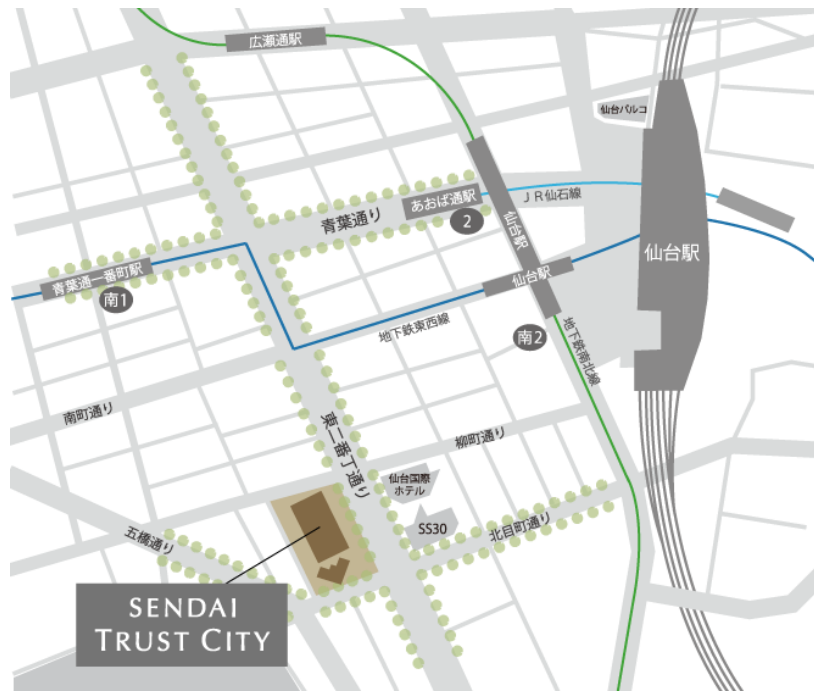 広瀬通駅
仙台パルコ
仙台駅
JR仙石線
あおば通駅
青葉通り
2
仙台駅
仙台駅
青葉通一番町駅
南1
地下鉄東西線
南2
地下鉄南北線
南町通り
東二番丁通り
柳町通り
仙台国際
ホテル
SS30
北目町通り
五橋通り
SENDAI
TRUST CITY